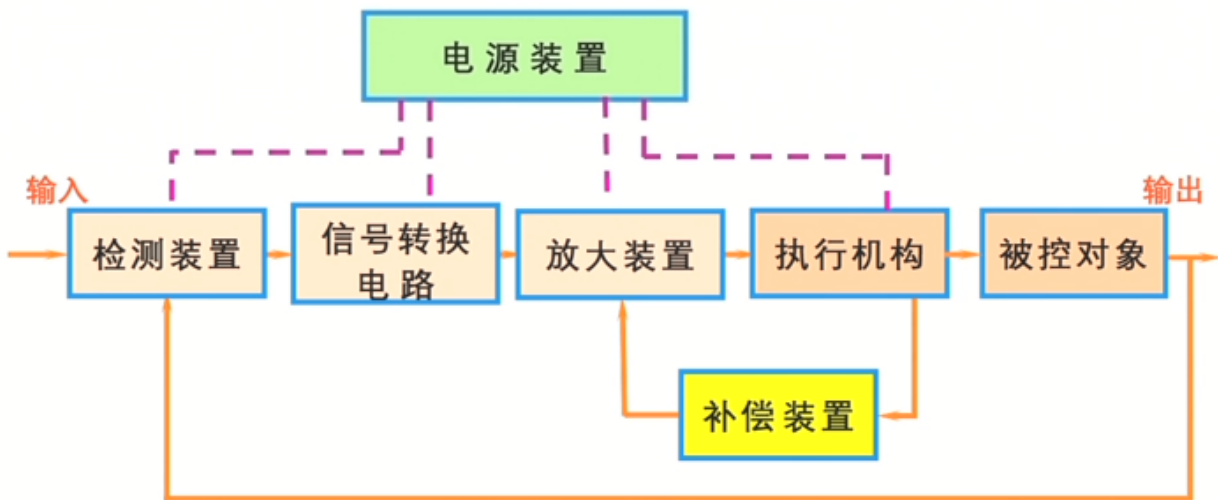 电源装置
输入
输出
检测装置
信号转换
电路
放大装置
执行机构
被控对象
补偿装置